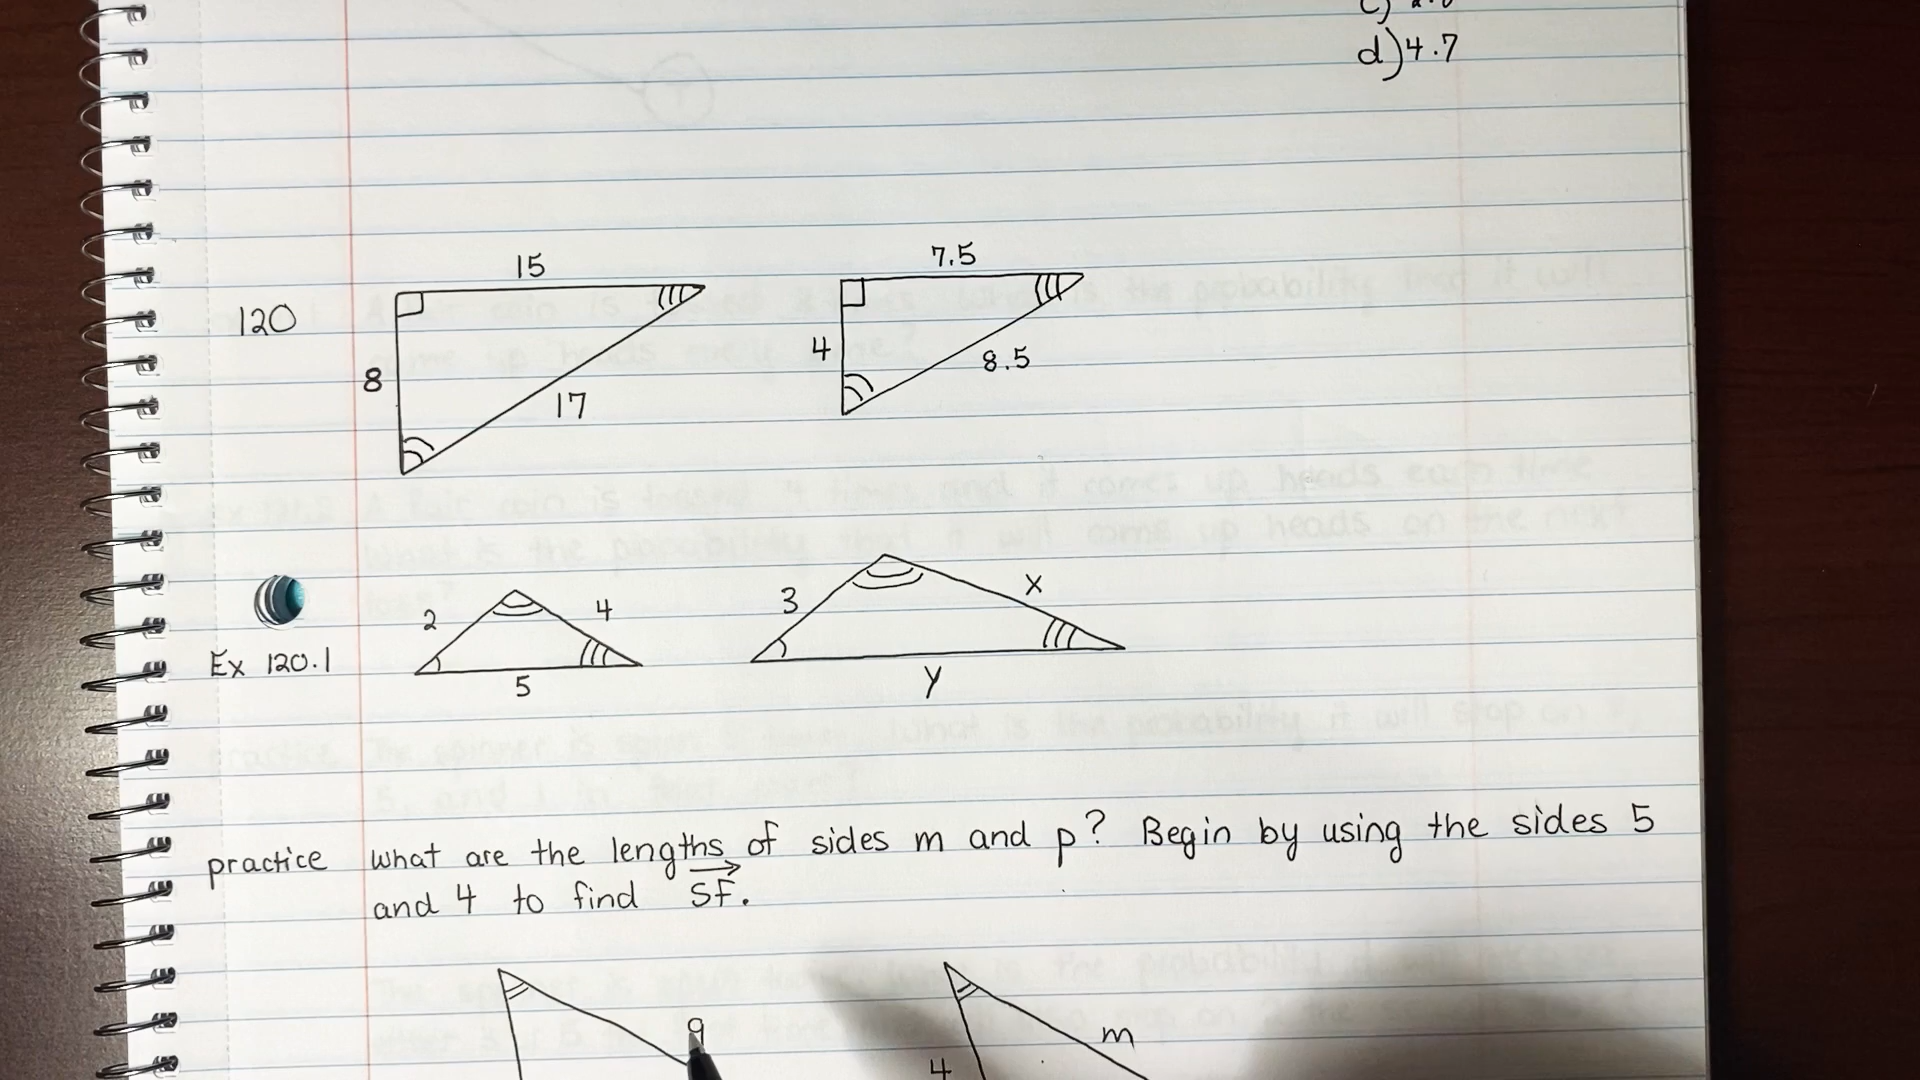 c)
d) 4.7
15
7.5
120
8
17
4
8.5
2
4
3
x
Ex 120.1
5
y
practice what are the lengths of sides m and p? Begin by using the sides 5
and 4 to find SF.
9
m
4